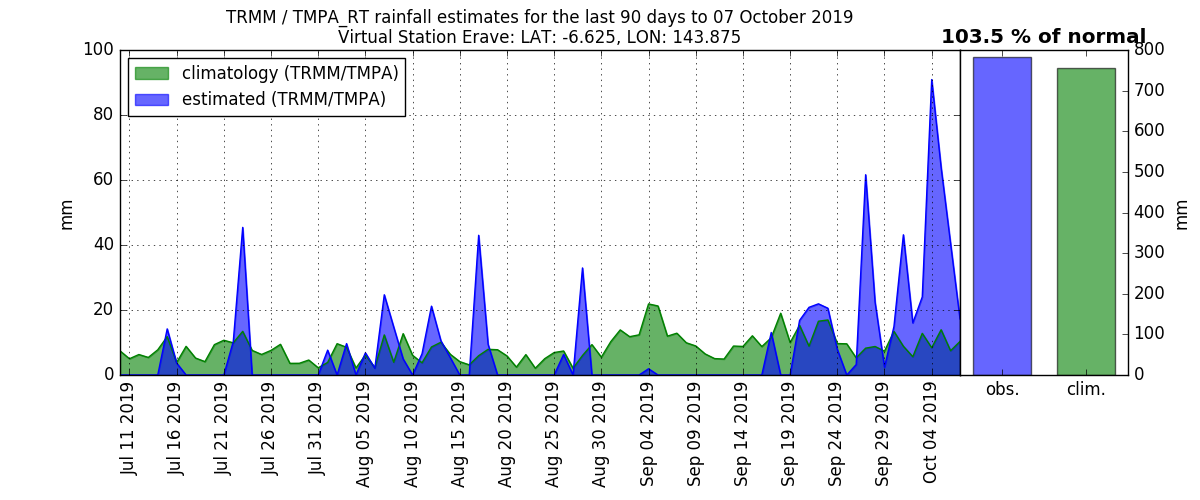 TRMM / TMPA_RT rainfall estimates for the last 90 days to 07 October 2019
Virtual Station Erave: LAT: -6.625, LON: 143.875
103.5 % of normal
climatology (TRMM/TMPA)
estimated (TRMM/TMPA)
100
80
60
40
20
0
mm
Jul 11 2019
Jul 16 2019
Jul 21 2019
Jul 26 2019
Jul 31 2019
Aug 05 2019
Aug 10 2019
Aug 15 2019
Aug 20 2019
Aug 25 2019
Aug 30 2019
Sep 04 2019
Sep 09 2019
Sep 14 2019
Sep 19 2019
Sep 24 2019
Sep 29 2019
Oct 04 2019
obs.
clim.
800
700
600
500
400
300
200
100
0
mm